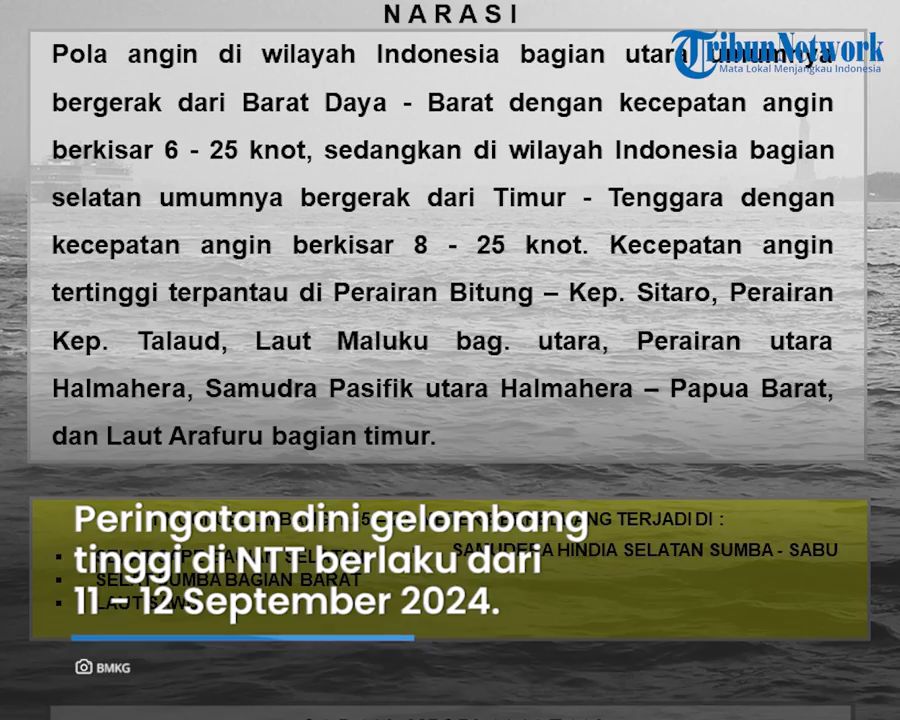 NARASI
TribunNetwork
Mata Lokal Menjangkau Indonesia
Pola angin di wilayah Indonesia bagian utara umumnya
bergerak dari Barat Daya - Barat dengan kecepatan angin
berkisar 6 - 25 knot, sedangkan di wilayah Indonesia bagian
selatan umumnya bergerak dari Timur - Tenggara dengan
kecepatan angin berkisar 8 - 25 knot. Kecepatan angin
tertinggi terpantau di Perairan Bitung – Kep. Sitaro, Perairan
Kep. Talaud, Laut Maluku bag. utara, Perairan utara
Halmahera, Samudra Pasifik utara Halmahera – Papua Barat,
dan Laut Arafuru bagian timur.
TERJADI DI :
SAMUDERA HINDIA SELATAN SUMBA - SABU
SELAT SUMBA BAGIAN BARAT
LAUT
Peringatan dini gelombang
tinggi di NTT berlaku dari
11 – 12 September 2024.
BMKG